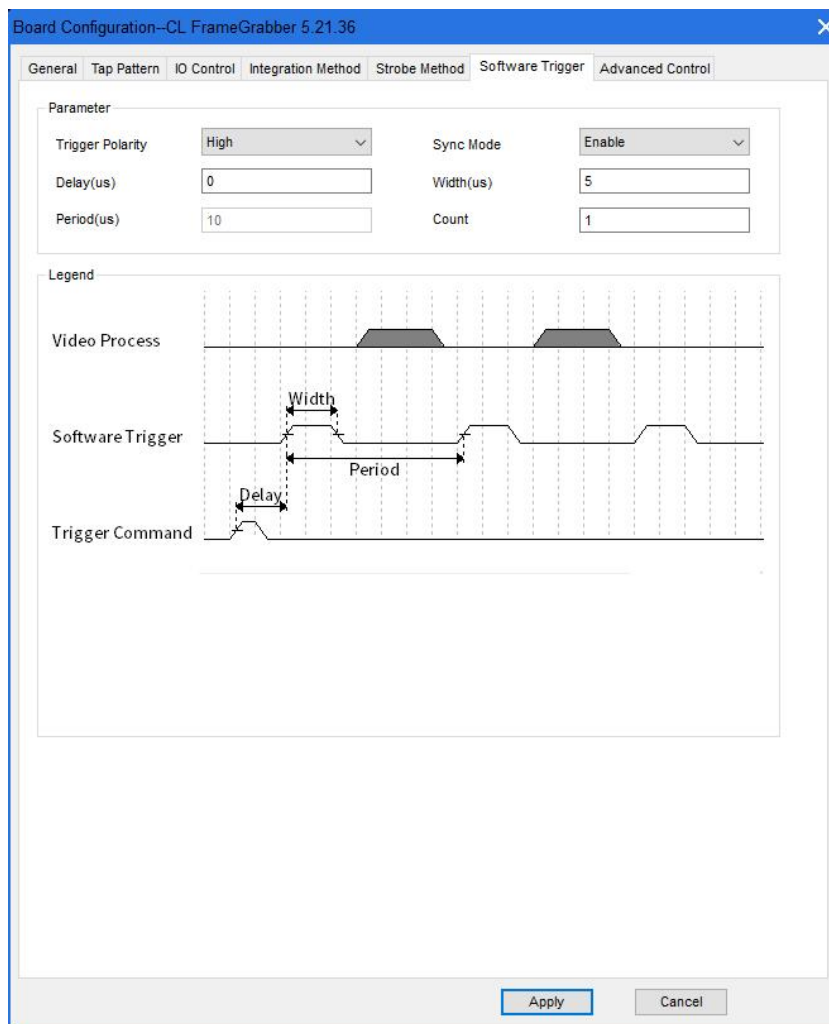 Board Configuration--CL FrameGrabber 5.21.36
General Tap Pattern IO Control Integration Method Strobe Method Software Trigger Advanced Control
Parameter
Trigger Polarity High Sync Mode Enable
Delay(us) 0 Width(us) 5
Period(us) 10 Count 1
Legend
Video Process
Width
Software Trigger
Period
Delay
Trigger Command
Apply Cancel